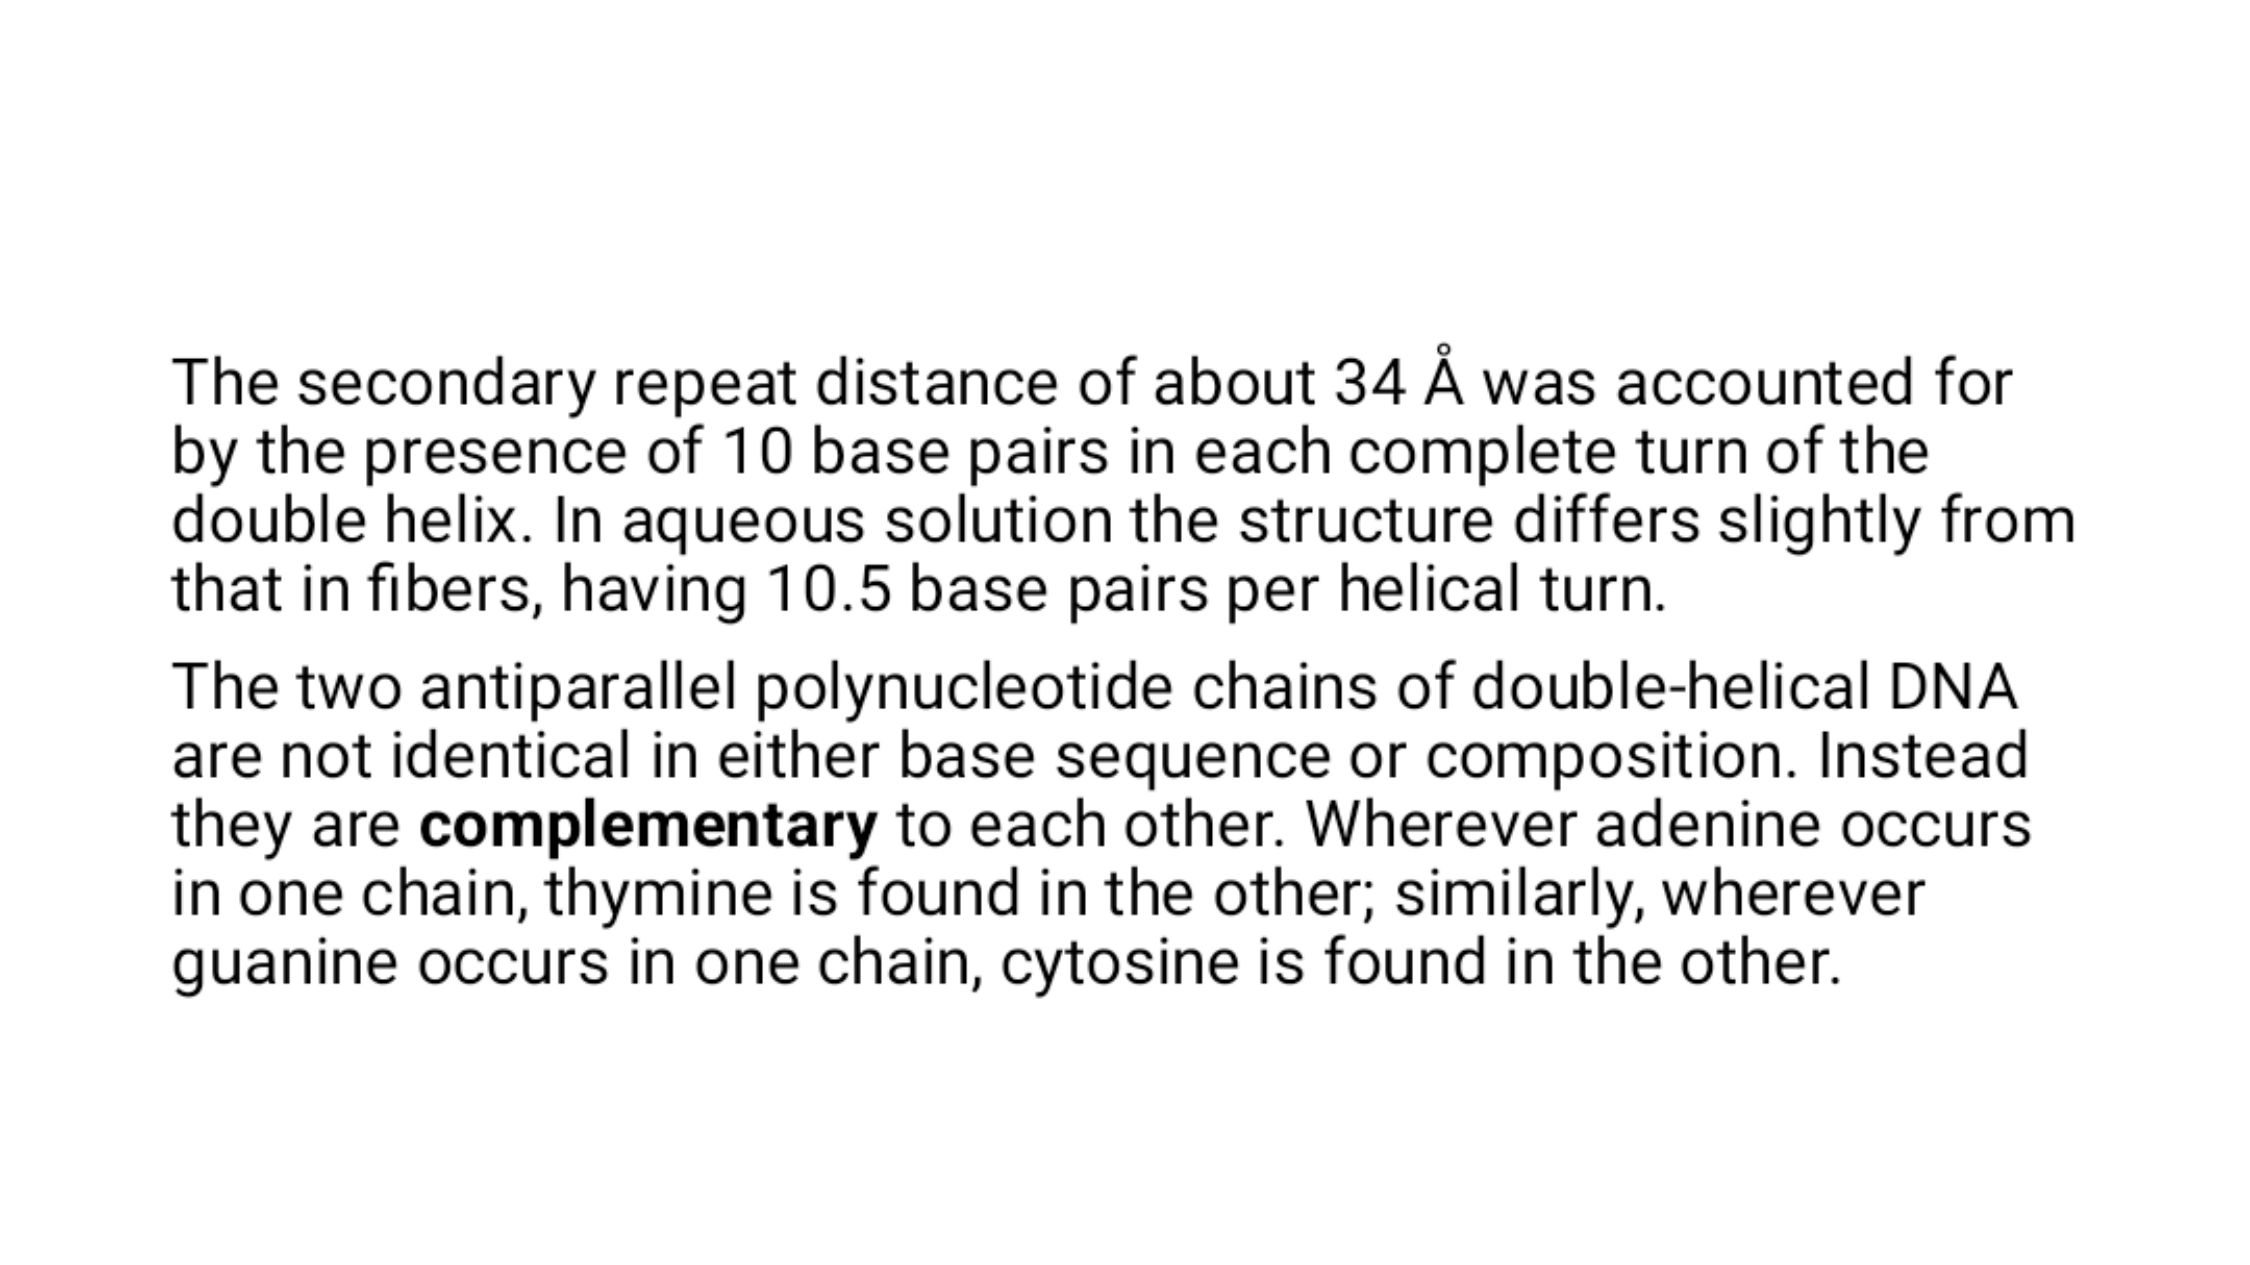 The secondary repeat distance of about 34 Å was accounted for
by the presence of 10 base pairs in each complete turn of the
double helix. In aqueous solution the structure differs slightly from
that in fibers, having 10.5 base pairs per helical turn.
The two antiparallel polynucleotide chains of double-helical DNA
are not identical in either base sequence or composition. Instead
they are complementary to each other. Wherever adenine occurs
in one chain, thymine is found in the other; similarly, wherever
guanine occurs in one chain, cytosine is found in the other.